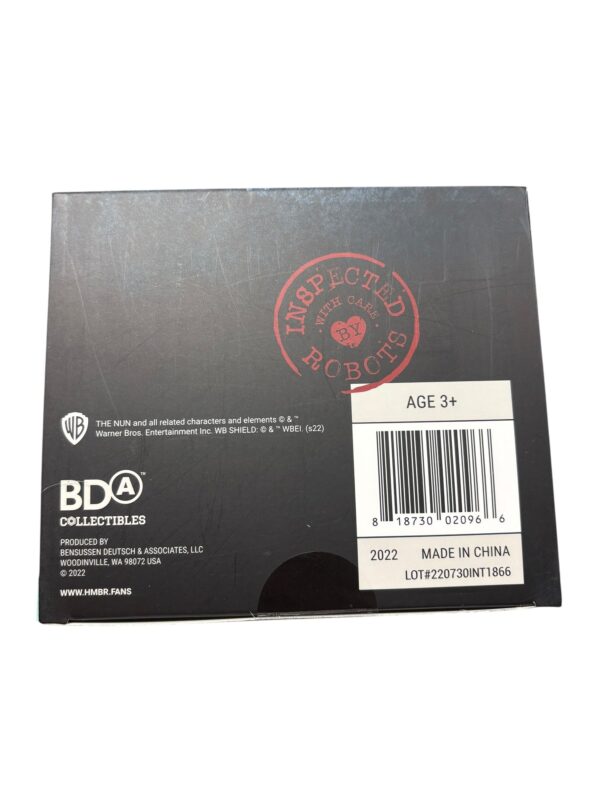 INSPECTED
WITH CARE
BY
ROBOTS
AGE 3+
WB
THE NUN and all related characters and elements © & ™
Warner Bros. Entertainment Inc. WB SHIELD: © & ™ WBEI. (s22)
BDA™
COLLECTIBLES
8 18730 02096 6
PRODUCED BY
BENSUSSEN DEUTSCH & ASSOCIATES, LLC
WOODINVILLE, WA 98072 USA
© 2022
2022 MADE IN CHINA
LOT#220730INT1866
WWW.HMBR.FANS